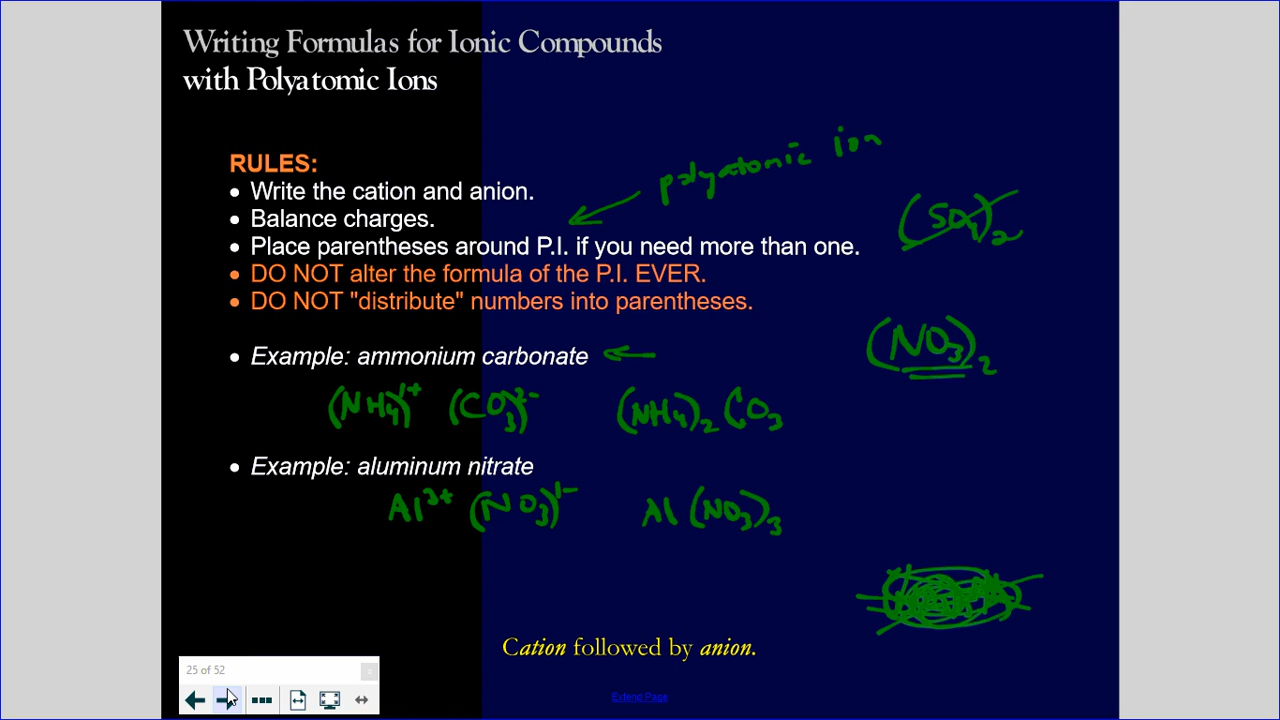 Writing Formulas for Ionic Compounds
with Polyatomic Ions
polyatomic ion
RULES:
• Write the cation and anion.
• Balance charges.
• Place parentheses around P.I. if you need more than one.
• DO NOT alter the formula of the P.I. EVER.
• DO NOT "distribute" numbers into parentheses.
(SO₄)₂
(NO₃)₂
• Example: ammonium carbonate
(NH₄)¹⁺ (CO₃)²⁻ (NH₄)₂ CO₃
• Example: aluminum nitrate
Al³⁺ (NO₃)¹⁻ Al(NO₃)₃
Cation followed by anion.
25 of 52
Extend Page